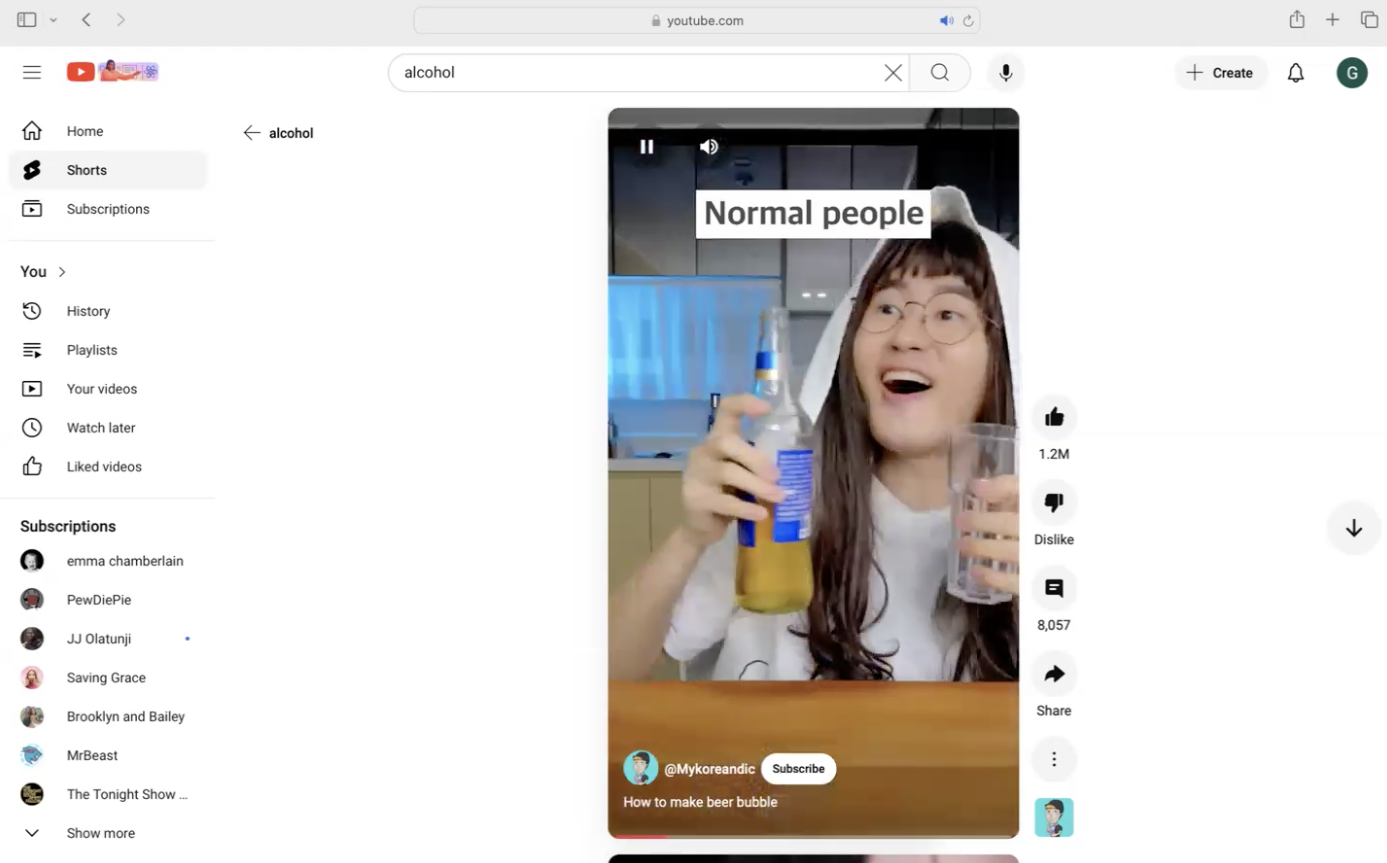 youtube.com
alcohol
Create
G
Home
alcohol
Shorts
Subscriptions
Normal people
You
History
Playlists
Your videos
Watch later
Liked videos
1.2M
Subscriptions
Dislike
emma chamberlain
PewDiePie
8,057
JJ Olatunji
Saving Grace
Share
Brooklyn and Bailey
MrBeast
@Mykoreandic Subscribe
The Tonight Show ...
How to make beer bubble
Show more